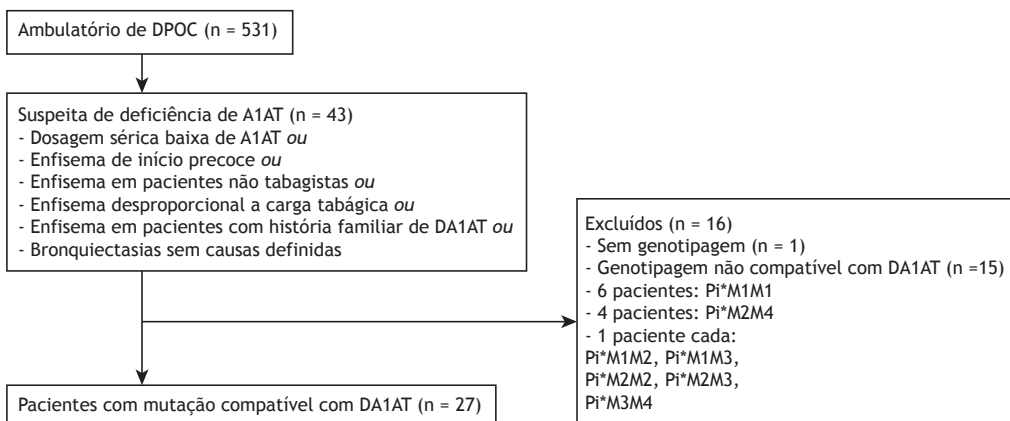 Ambulatório de DPOC (n = 531)
Suspeita de deficiência de A1AT (n = 43)
- Dosagem sérica baixa de A1AT ou
- Enfisema de início precoce ou
- Enfisema em pacientes não tabagistas ou
- Enfisema desproporcional a carga tabágica ou
- Enfisema em pacientes com história familiar de DA1AT ou
- Bronquiectasias sem causas definidas
Excluídos (n = 16)
- Sem genotipagem (n = 1)
- Genotipagem não compatível com DA1AT (n =15)
- 6 pacientes: Pi*M1M1
- 4 pacientes: Pi*M2M4
- 1 paciente cada:
Pi*M1M2, Pi*M1M3,
Pi*M2M2, Pi*M2M3,
Pi*M3M4
Pacientes com mutação compatível com DA1AT (n = 27)